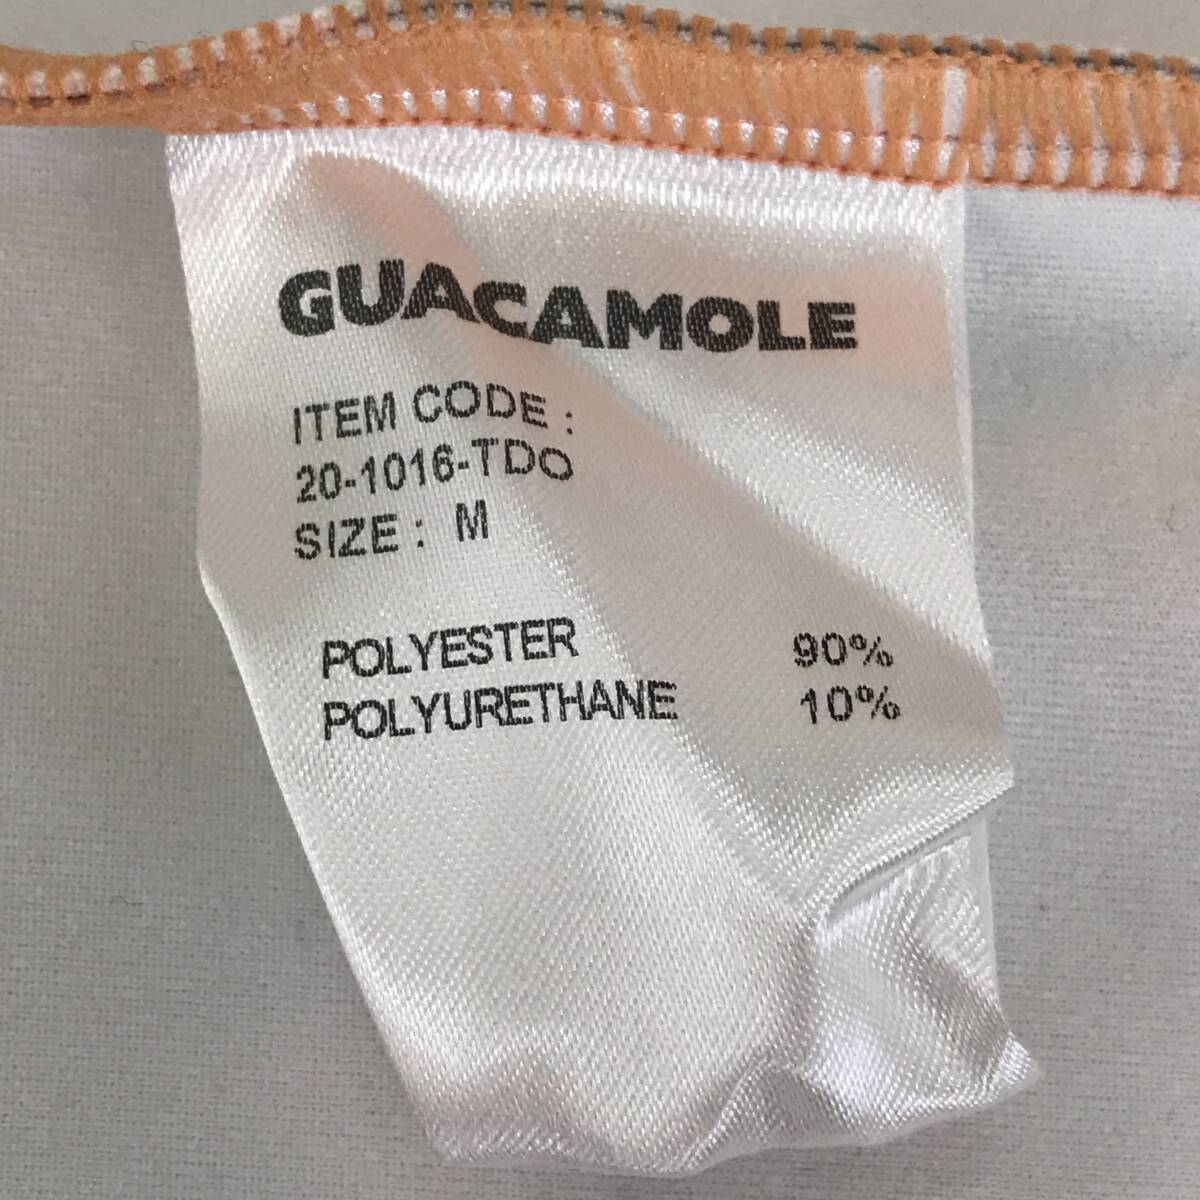 GUACAMOLE
ITEM CODE :
20-1016-TDO
SIZE : M
POLYESTER 90%
POLYURETHANE 10%